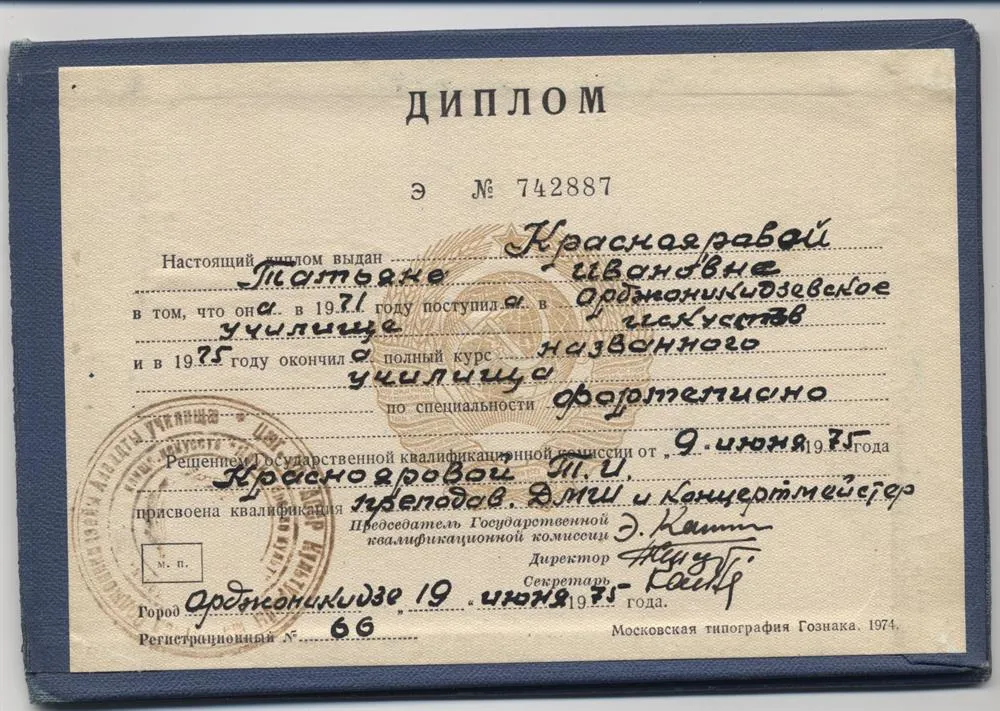 ДИПЛОМ
Э № 742887
Настоящий диплом выдан Краснояравой
Татьяне Ивановне
в том, что она в 1971 году поступила в Орджоникидзевское
училище искусств
и в 1975 году окончила полный курс названного
училища
по специальности фортепиано
Решением Государственной квалификационной комиссии от „9 июня 1975 года
Краснояровой Т.И.
присвоена квалификация преподав. ДМШ и концертмейстер
Председатель Государственной
квалификационной комиссии
Директор
Секретарь
м. п.
Город Орджоникидзе „19“ июня 1975 года.
Регистрационный № 66
Московская типография Гознака. 1974.